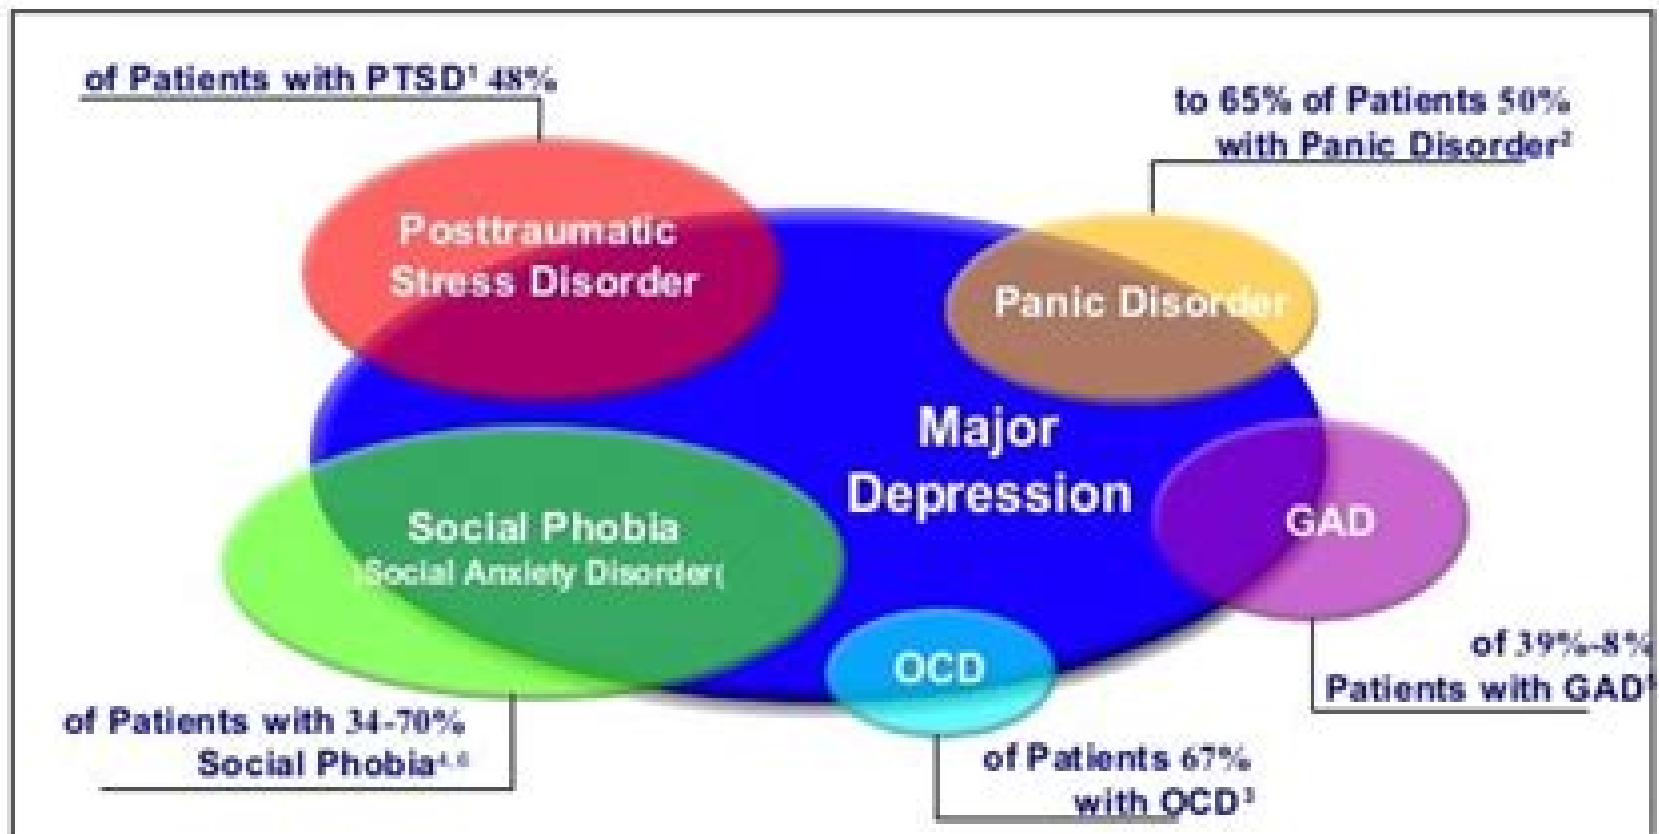 of Patients with PTSD¹ 48%
to 65% of Patients 50%
with Panic Disorder²
Posttraumatic
Stress Disorder
Panic Disorder
Major
Depression
Social Phobia
)Social Anxiety Disorder(
GAD
OCD
of 39%-8%
Patients with GAD
of Patients with 34-70%
Social Phobia
of Patients 67%
with OCD³